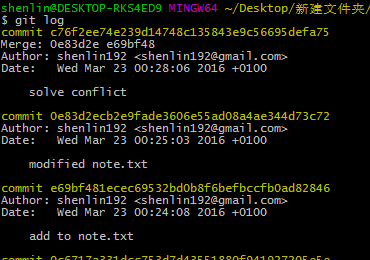 shenlin@DESKTOP-RKS4ED9 MINGW64 ~/Desktop/新建文件夹/
$ git log
commit c76f2ee74e239d14748c135843e9c56695defa75
Merge: 0e83d2e e69bf48
Author: shenlin192 <shenlin192@gmail.com>
Date:   Wed Mar 23 00:28:06 2016 +0100
solve conflict
commit 0e83d2ecb2e9fade3606e55ad08a4ae344d73c72
Author: shenlin192 <shenlin192@gmail.com>
Date:   Wed Mar 23 00:25:03 2016 +0100
modified note.txt
commit e69bf481ecec69532bd0b8f6befbccfb0ad82846
Author: shenlin192 <shenlin192@gmail.com>
Date:   Wed Mar 23 00:24:08 2016 +0100
add to note.txt